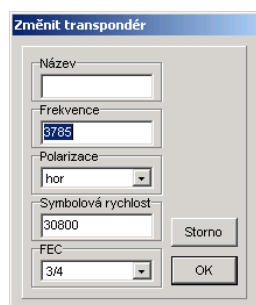 Změnit transpondér
Název
Frekvence
3785
Polarizace
hor
Symbolová rychlost
30800
Storno
FEC
3/4
OK